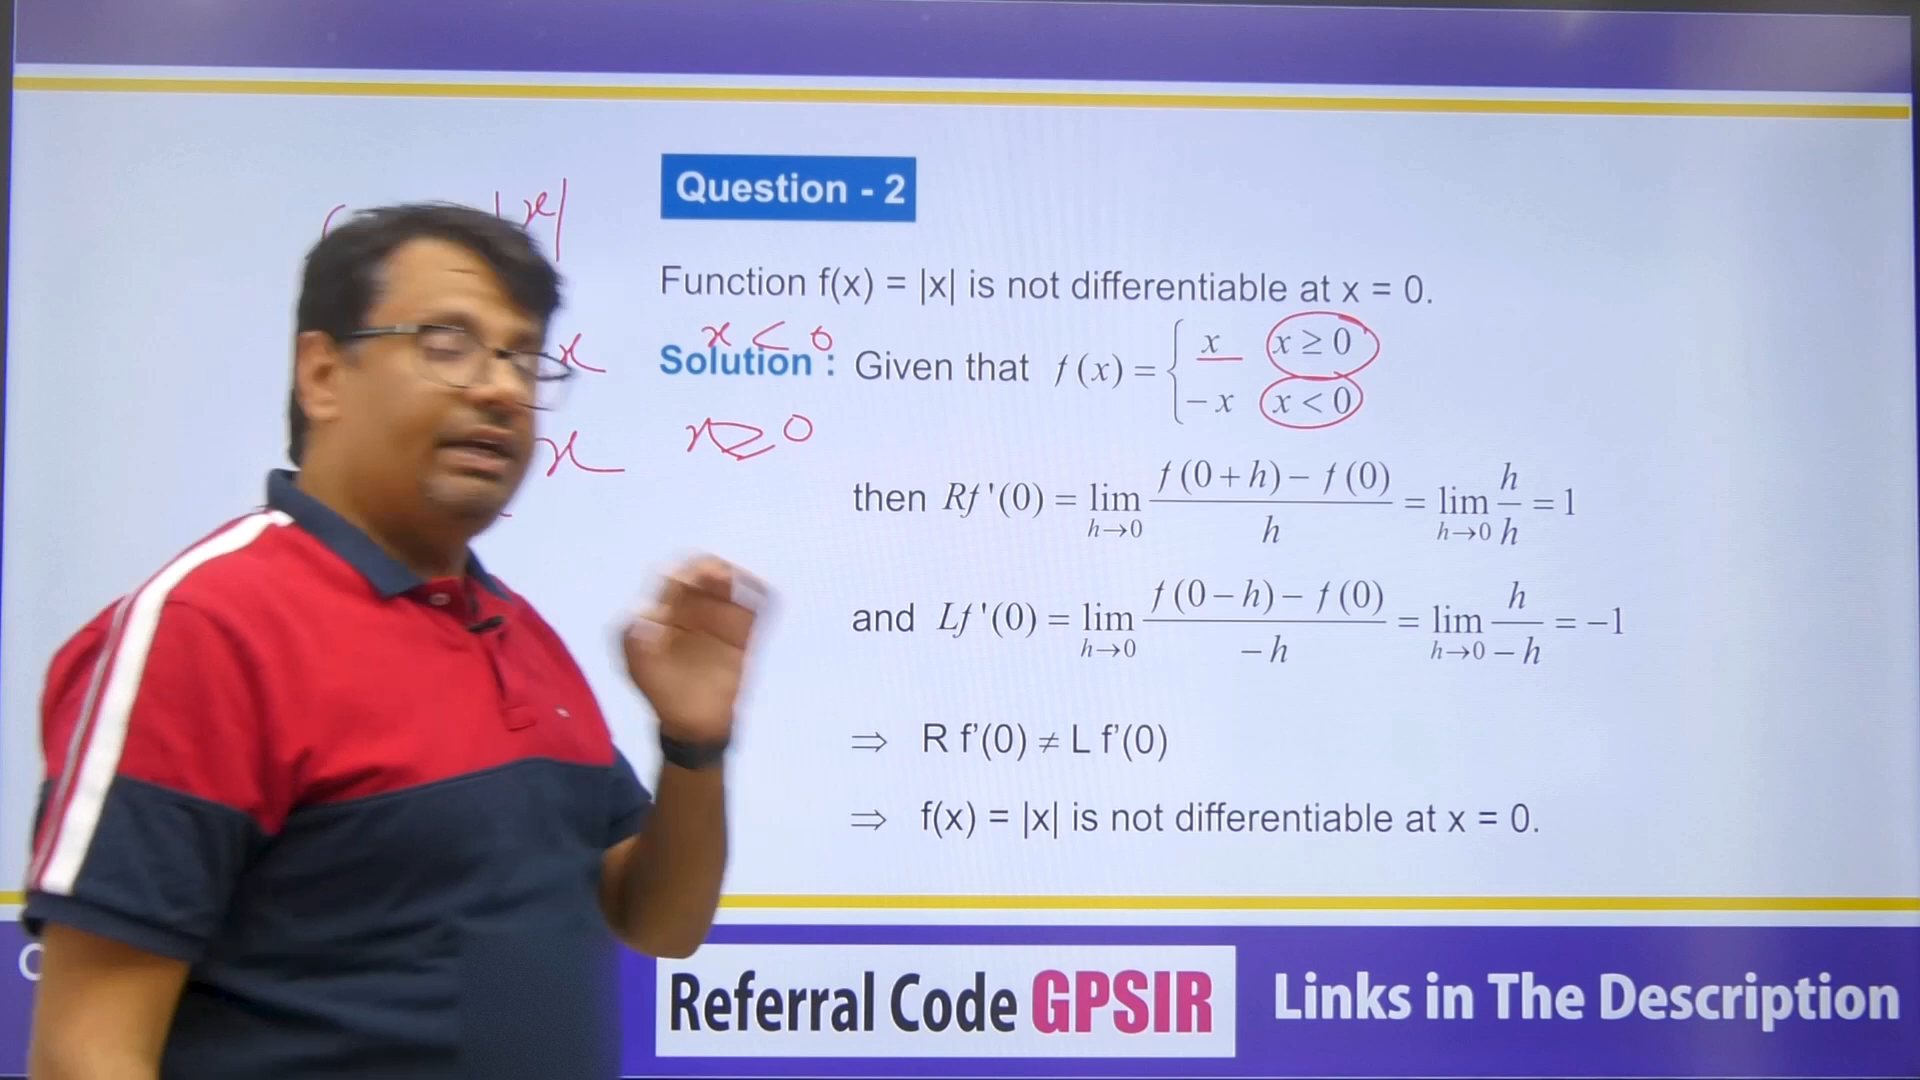 Question - 2
|x|
Function f(x) = |x| is not differentiable at x = 0.
x x < 0
Solution : Given that f(x) = { x x ≥ 0
−x x < 0
x x ≥ 0
then Rf'(0) = lim h→0 f(0+h) − f(0) / h = lim h→0 h/h = 1
and Lf'(0) = lim h→0 f(0−h) − f(0) / −h = lim h→0 h/−h = −1
⇒ R f'(0) ≠ L f'(0)
⇒ f(x) = |x| is not differentiable at x = 0.
Referral Code GPSIR Links in The Description